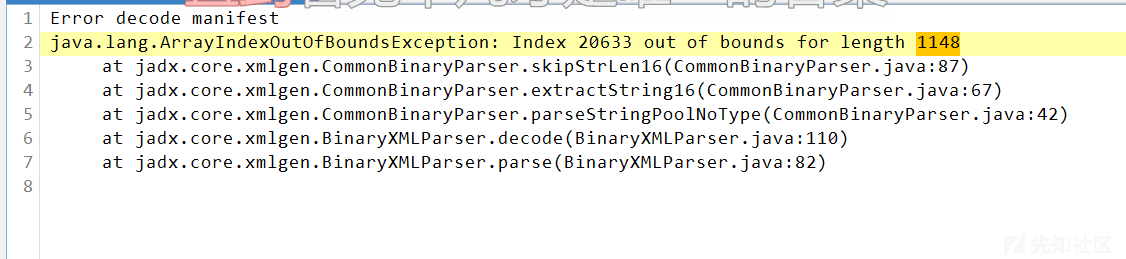 1 Error decode manifest
2 java.lang.ArrayIndexOutOfBoundsException: Index 20633 out of bounds for length 1148
3 at jadx.core.xmlgen.CommonBinaryParser.skipStrLen16(CommonBinaryParser.java:87)
4 at jadx.core.xmlgen.CommonBinaryParser.extractString16(CommonBinaryParser.java:67)
5 at jadx.core.xmlgen.CommonBinaryParser.parseStringPoolNoType(CommonBinaryParser.java:42)
6 at jadx.core.xmlgen.BinaryXMLParser.decode(BinaryXMLParser.java:110)
7 at jadx.core.xmlgen.BinaryXMLParser.parse(BinaryXMLParser.java:82)
8
先知社区